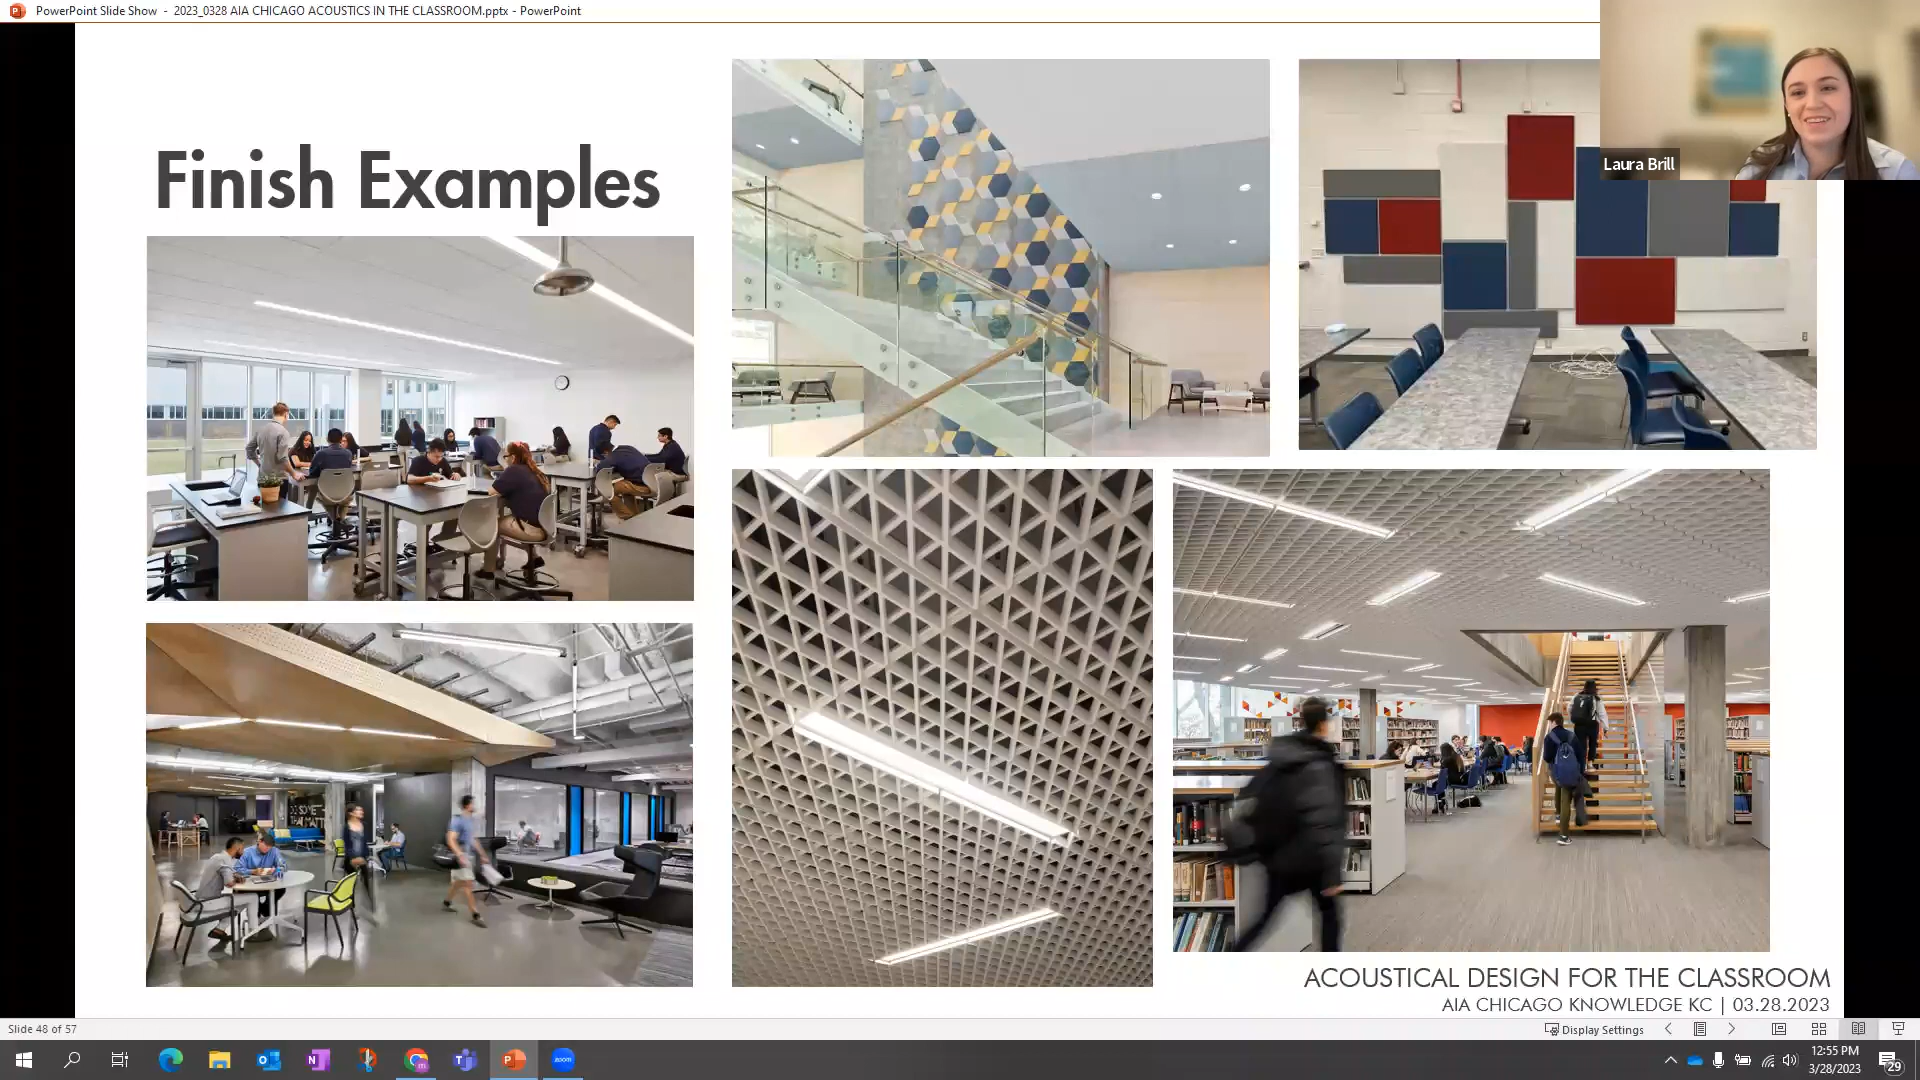 PowerPoint Slide Show - 2023_0328 AIA CHICAGO ACOUSTICS IN THE CLASSROOM.pptx - PowerPoint
Laura Brill
Finish Examples
ACOUSTICAL DESIGN FOR THE CLASSROOM
AIA CHICAGO KNOWLEDGE KC | 03.28.2023
Slide 48 of 57
Display Settings
zoom
12:55 PM
3/28/2023
29